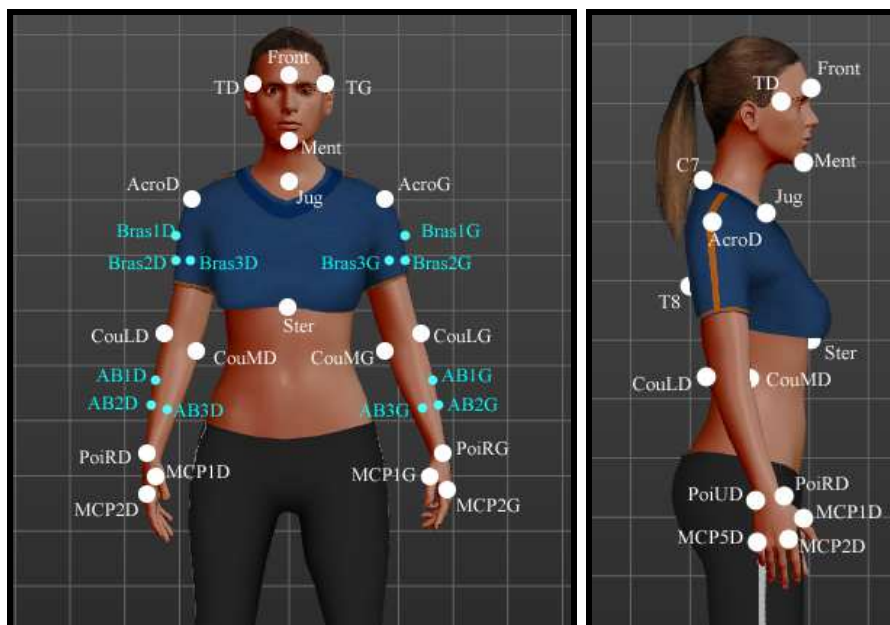 Front
TD
TG
Ment
Jug
AcroD
AcroG
Bras1D
Bras1G
Bras2D
Bras3D
Bras3G
Bras2G
Ster
CouLD
CouLG
CouMD
CouMG
AB1D
AB1G
AB2D
AB3D
AB3G
AB2G
PoiRD
PoiRG
MCP1D
MCP1G
MCP2D
MCP2G
Front
TD
Ment
C7
Jug
AcroD
T8
Ster
CouLD
CouMD
PoiRD
PoiUD
MCP1D
MCP5D
MCP2D